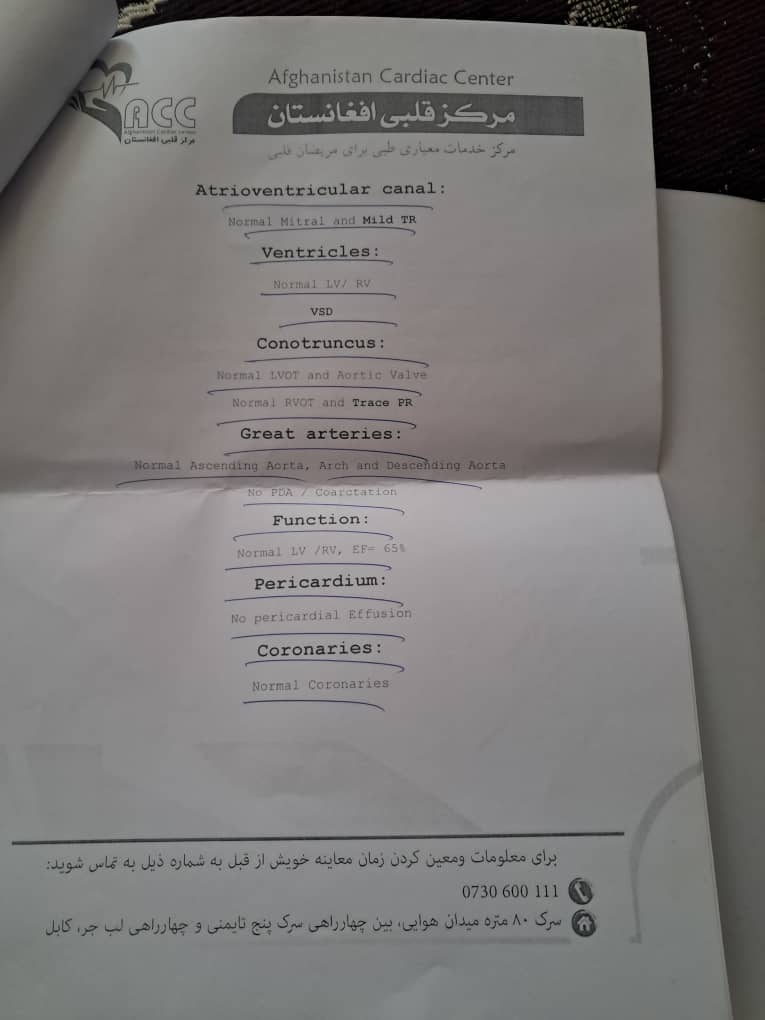 Afghanistan Cardiac Center
ACC
Afghanistan Cardiac Center
مرکز قلبی افغانستان
مرکز قلبی افغانستان
مرکز خدمات معیاری طبی برای مریضان قلبی
Atrioventricular canal:
Normal Mitral and Mild TR
Ventricles:
Normal LV/ RV
VSD
Conotruncus:
Normal LVOT and Aortic Valve
Normal RVOT and Trace PR
Great arteries:
Normal Ascending Aorta, Arch and Descending Aorta
No PDA / Coarctation
Function:
Normal LV /RV, EF= 65%
Pericardium:
No pericardial Effusion
Coronaries:
Normal Coronaries
برای معلومات ومعین کردن زمان معاینه خویش از قبل به شماره ذیل به تماس شوید:
0730 600 111
سرک ۸۰ متره میدان هوایی، بین چهارراهی سرک پنج تایمنی و چهارراهی لب جر، کابل